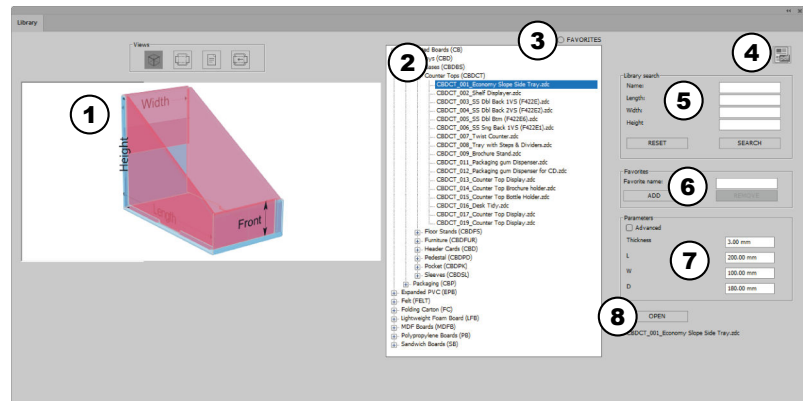 Library
Views
FAVORITES
3
4
2
Boards (CB)
(CBD)
(CBDBS)
Counter Tops (CBDCT)
CBDCT_001_Economy Slope Side Tray.zdc
CBDCT_002_Shelf Displayer.zdc
CBDCT_003_SS Dbl Back 1VS (F422E).zdc
CBDCT_004_SS Dbl Back 2VS (F422E2).zdc
CBDCT_005_SS Dbl Btm (F422E6).zdc
CBDCT_006_SS Sng Back 1VS (F422E1).zdc
CBDCT_007_Twist Counter.zdc
CBDCT_008_Tray with Steps & Dividers.zdc
CBDCT_009_Brochure Stand.zdc
CBDCT_011_Packaging gum Dispenser.zdc
CBDCT_012_Packaging gum Dispenser for CD.zdc
CBDCT_013_Counter Top Display.zdc
CBDCT_014_Counter Top Brochure holder.zdc
CBDCT_015_Counter Top Bottle Holder.zdc
CBDCT_016_Desk Tidy.zdc
CBDCT_017_Counter Top Display.zdc
CBDCT_019_Counter Top Display.zdc
Floor Stands (CBDFS)
Furniture (CBDFUR)
Header Cards (CBD)
Pedestal (CBDPD)
Pocket (CBDPK)
Sleeves (CBDSL)
Packaging (CBP)
Expanded PVC (EPB)
Felt (FELT)
Folding Carton (FC)
Lightweight Foam Board (LFB)
MDF Boards (MDFB)
Polypropylene Boards (PB)
Sandwich Boards (SB)
1
Width
Height
Length
Front
Library search
5
Name:
Length:
Width:
Height
RESET
SEARCH
Favorites
6
Favorite name:
ADD
REMOVE
Parameters
7
Advanced
Thickness
3.00 mm
L
200.00 mm
W
100.00 mm
D
180.00 mm
8
OPEN
CBDCT_001_Economy Slope Side Tray.zdc